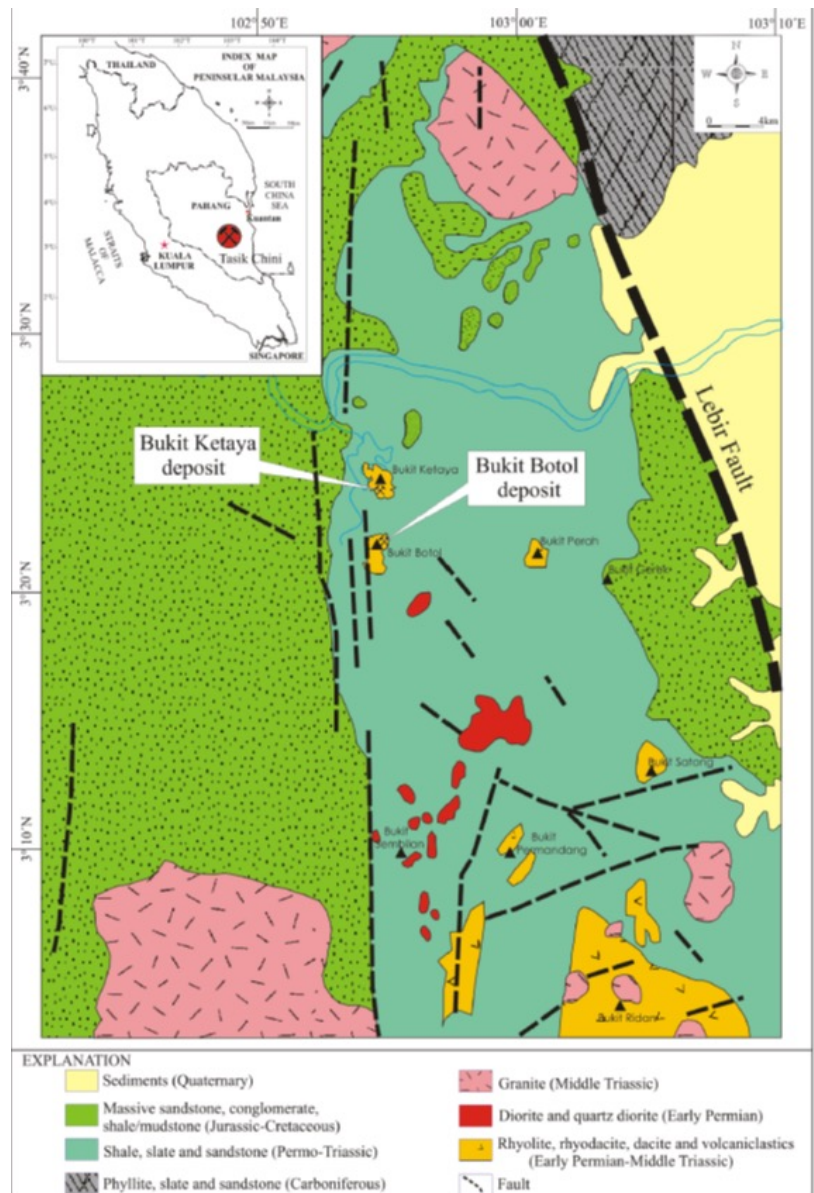 102°50'E
103°00'E
103°10'E
3°40'N
3°30'N
3°20'N
3°10'N
INDEX MAP
OF
PENINSULAR MALAYSIA
THAILAND
N
W E
S
0 4km
SOUTH
CHINA
SEA
PAHANG
Kuantan
Tasik Chini
KUALA
LUMPUR
STRAITS
OF
MALACCA
SINGAPORE
Lebir Fault
Bukit Ketaya
deposit
Bukit Ketaya
Bukit Botol
deposit
Bukit Botol
Bukit Perah
Bukit Gerek
Bukit Satong
Bukit
Jembilan
Bukit
Permandang
Bukit Ridan
EXPLANATION
Sediments (Quaternary)
Massive sandstone, conglomerate,
shale/mudstone (Jurassic-Cretaceous)
Shale, slate and sandstone (Permo-Triassic)
Phyllite, slate and sandstone (Carboniferous)
Granite (Middle Triassic)
Diorite and quartz diorite (Early Permian)
Rhyolite, rhyodacite, dacite and volcaniclastics
(Early Permian-Middle Triassic)
Fault